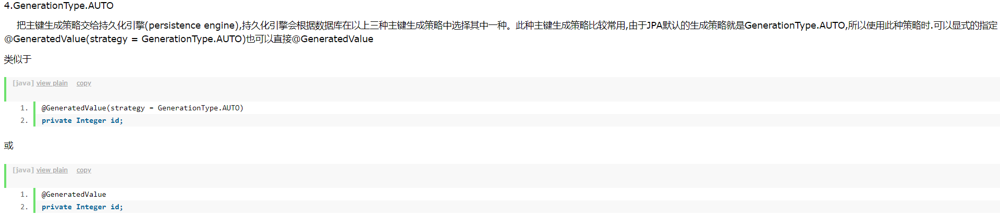 4.GenerationType.AUTO
把主键生成策略交给持久化引擎(persistence engine),持久化引擎会根据数据库在以上三种主键生成策略中选择其中一种。此种主键生成策略比较常用,由于JPA默认的生成策略就是GenerationType.AUTO,所以使用此种策略时.可以显式的指定
@GeneratedValue(strategy = GenerationType.AUTO)也可以直接@GeneratedValue
类似于
[java] view plain copy
1. @GeneratedValue(strategy = GenerationType.AUTO)
2. private Integer id;
或
[java] view plain copy
1. @GeneratedValue
2. private Integer id;